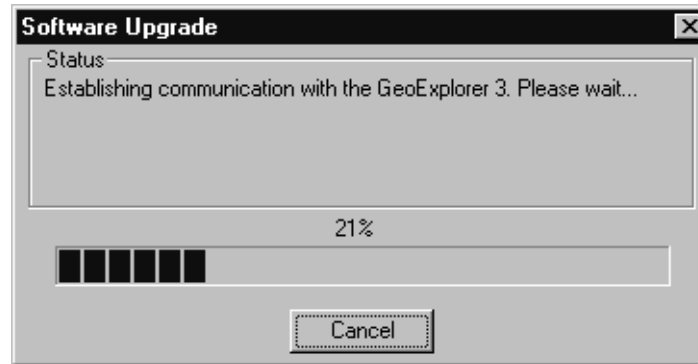 Software Upgrade
Status
Establishing communication with the GeoExplorer 3. Please wait...
21%
Cancel